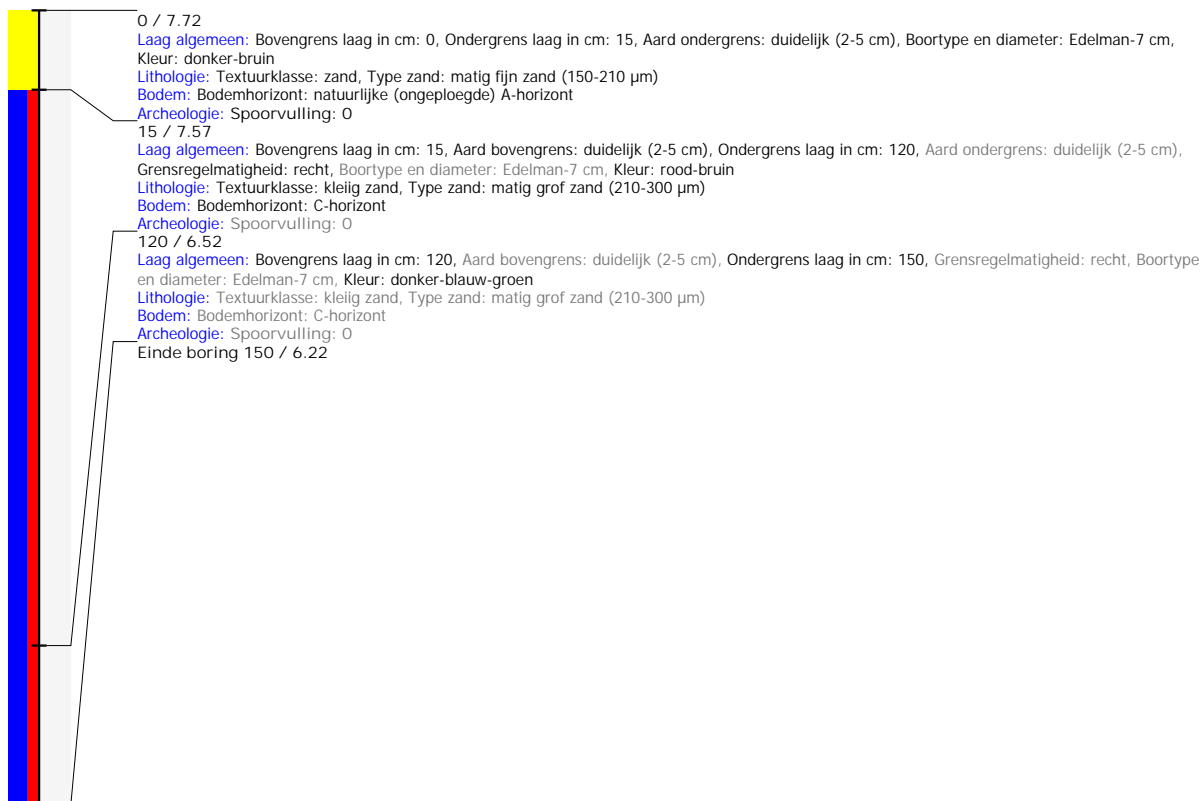 0 / 7.72
Laag algemeen: Bovengrens laag in cm: 0, Ondergrens laag in cm: 15, Aard ondergrens: duidelijk (2-5 cm), Boortype en diameter: Edelman-7 cm,
Kleur: donker-bruin
Lithologie: Textuurklasse: zand, Type zand: matig fijn zand (150-210 µm)
Bodem: Bodemhorizont: natuurlijke (ongeploegde) A-horizont
Archeologie: Spoorvulling: 0
15 / 7.57
Laag algemeen: Bovengrens laag in cm: 15, Aard bovengrens: duidelijk (2-5 cm), Ondergrens laag in cm: 120, Aard ondergrens: duidelijk (2-5 cm),
Grensregelmatigheid: recht, Boortype en diameter: Edelman-7 cm, Kleur: rood-bruin
Lithologie: Textuurklasse: kleiig zand, Type zand: matig grof zand (210-300 µm)
Bodem: Bodemhorizont: C-horizont
Archeologie: Spoorvulling: 0
120 / 6.52
Laag algemeen: Bovengrens laag in cm: 120, Aard bovengrens: duidelijk (2-5 cm), Ondergrens laag in cm: 150, Grensregelmatigheid: recht, Boortype
en diameter: Edelman-7 cm, Kleur: donker-blauw-groen
Lithologie: Textuurklasse: kleiig zand, Type zand: matig grof zand (210-300 µm)
Bodem: Bodemhorizont: C-horizont
Archeologie: Spoorvulling: 0
Einde boring 150 / 6.22